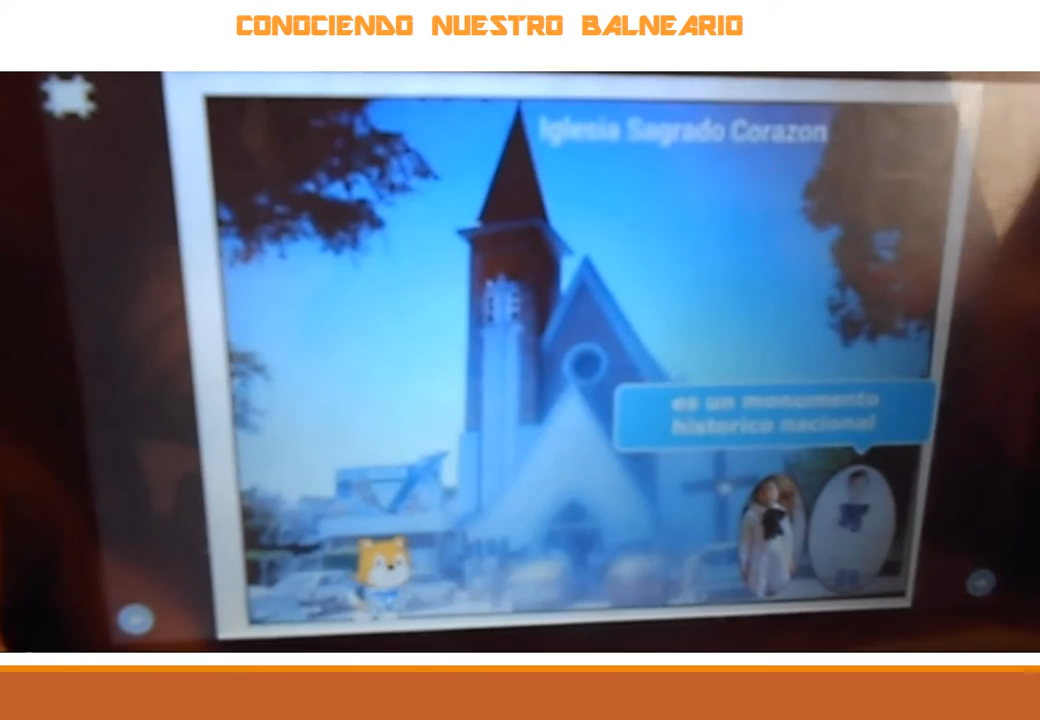 CONOCIENDO NUESTRO BALNEARIO
Iglesia Sagrado Corazon
es un monumento
historico nacional